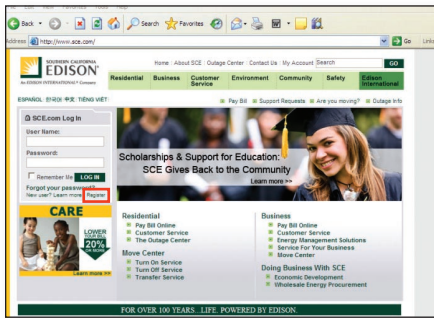 Back
Search
Favorites
Address
http://www.sce.com/
Go
Links
SOUTHERN CALIFORNIA
EDISON
An EDISON INTERNATIONAL Company
Home
About SCE
Outage Center
Contact Us
My Account
Search
GO
Residential
Business
Customer Service
Environment
Community
Safety
Edison International
ESPAÑOL
한국어
中文
TIẾNG VIỆT
Pay Bill
Support Requests
Are you moving?
Outage Info
SCE.com Log In
User Name:
Password:
Remember Me
LOG IN
Forgot your password?
New user? Learn more
Register
Scholarships & Support for Education:
SCE Gives Back to the Community
Learn more >>
CARE
LOWER
YOUR BILL
20%
OR MORE
Learn more >>
Residential
Pay Bill Online
Customer Service
The Outage Center
Move Center
Turn On Service
Turn Off Service
Transfer Service
Business
Pay Bill Online
Customer Service
Energy Management Solutions
Service For Your Business
Move Center
Doing Business With SCE
Economic Development
Wholesale Energy Procurement
FOR OVER 100 YEARS...LIFE. POWERED BY EDISON.